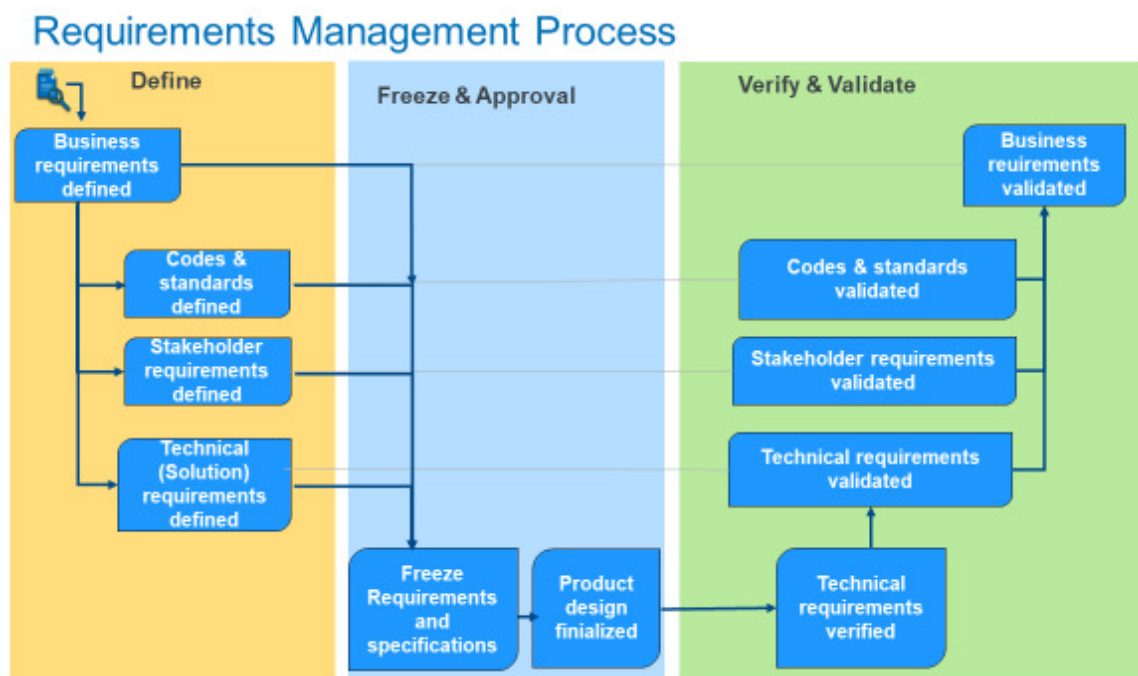 Requirements Management Process
Define
Freeze & Approval
Verify & Validate
Business
requirements
defined
Business
reuirements
validated
Codes &
standards
defined
Codes & standards
validated
Stakeholder
requirements
defined
Stakeholder requirements
validated
Technical
(Solution)
requirements
defined
Technical requirements
validated
Freeze
Requirements
and
specifications
Product
design
finialized
Technical
requirements
verified